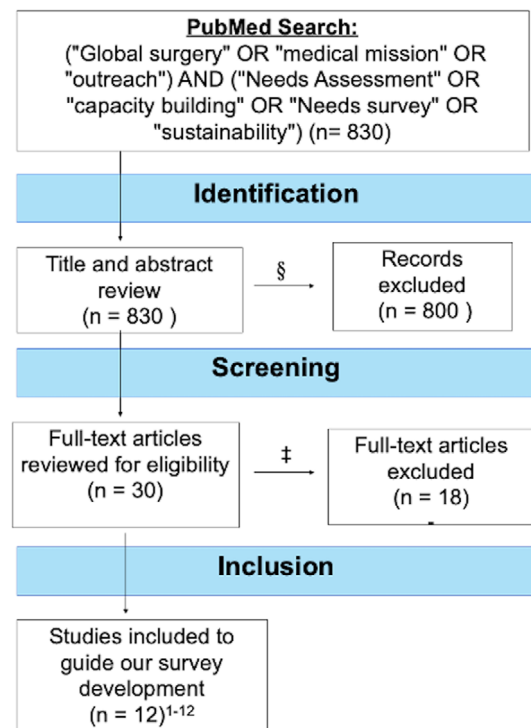 PubMed Search:
("Global surgery" OR "medical mission" OR
"outreach") AND ("Needs Assessment" OR
"capacity building" OR "Needs survey" OR
"sustainability") (n= 830)
Identification
Title and abstract
review
(n = 830 )
§
Records
excluded
(n = 800 )
Screening
Full-text articles
reviewed for eligibility
(n = 30)
‡
Full-text articles
excluded
(n = 18)
Inclusion
Studies included to
guide our survey
development
(n = 12)1-12